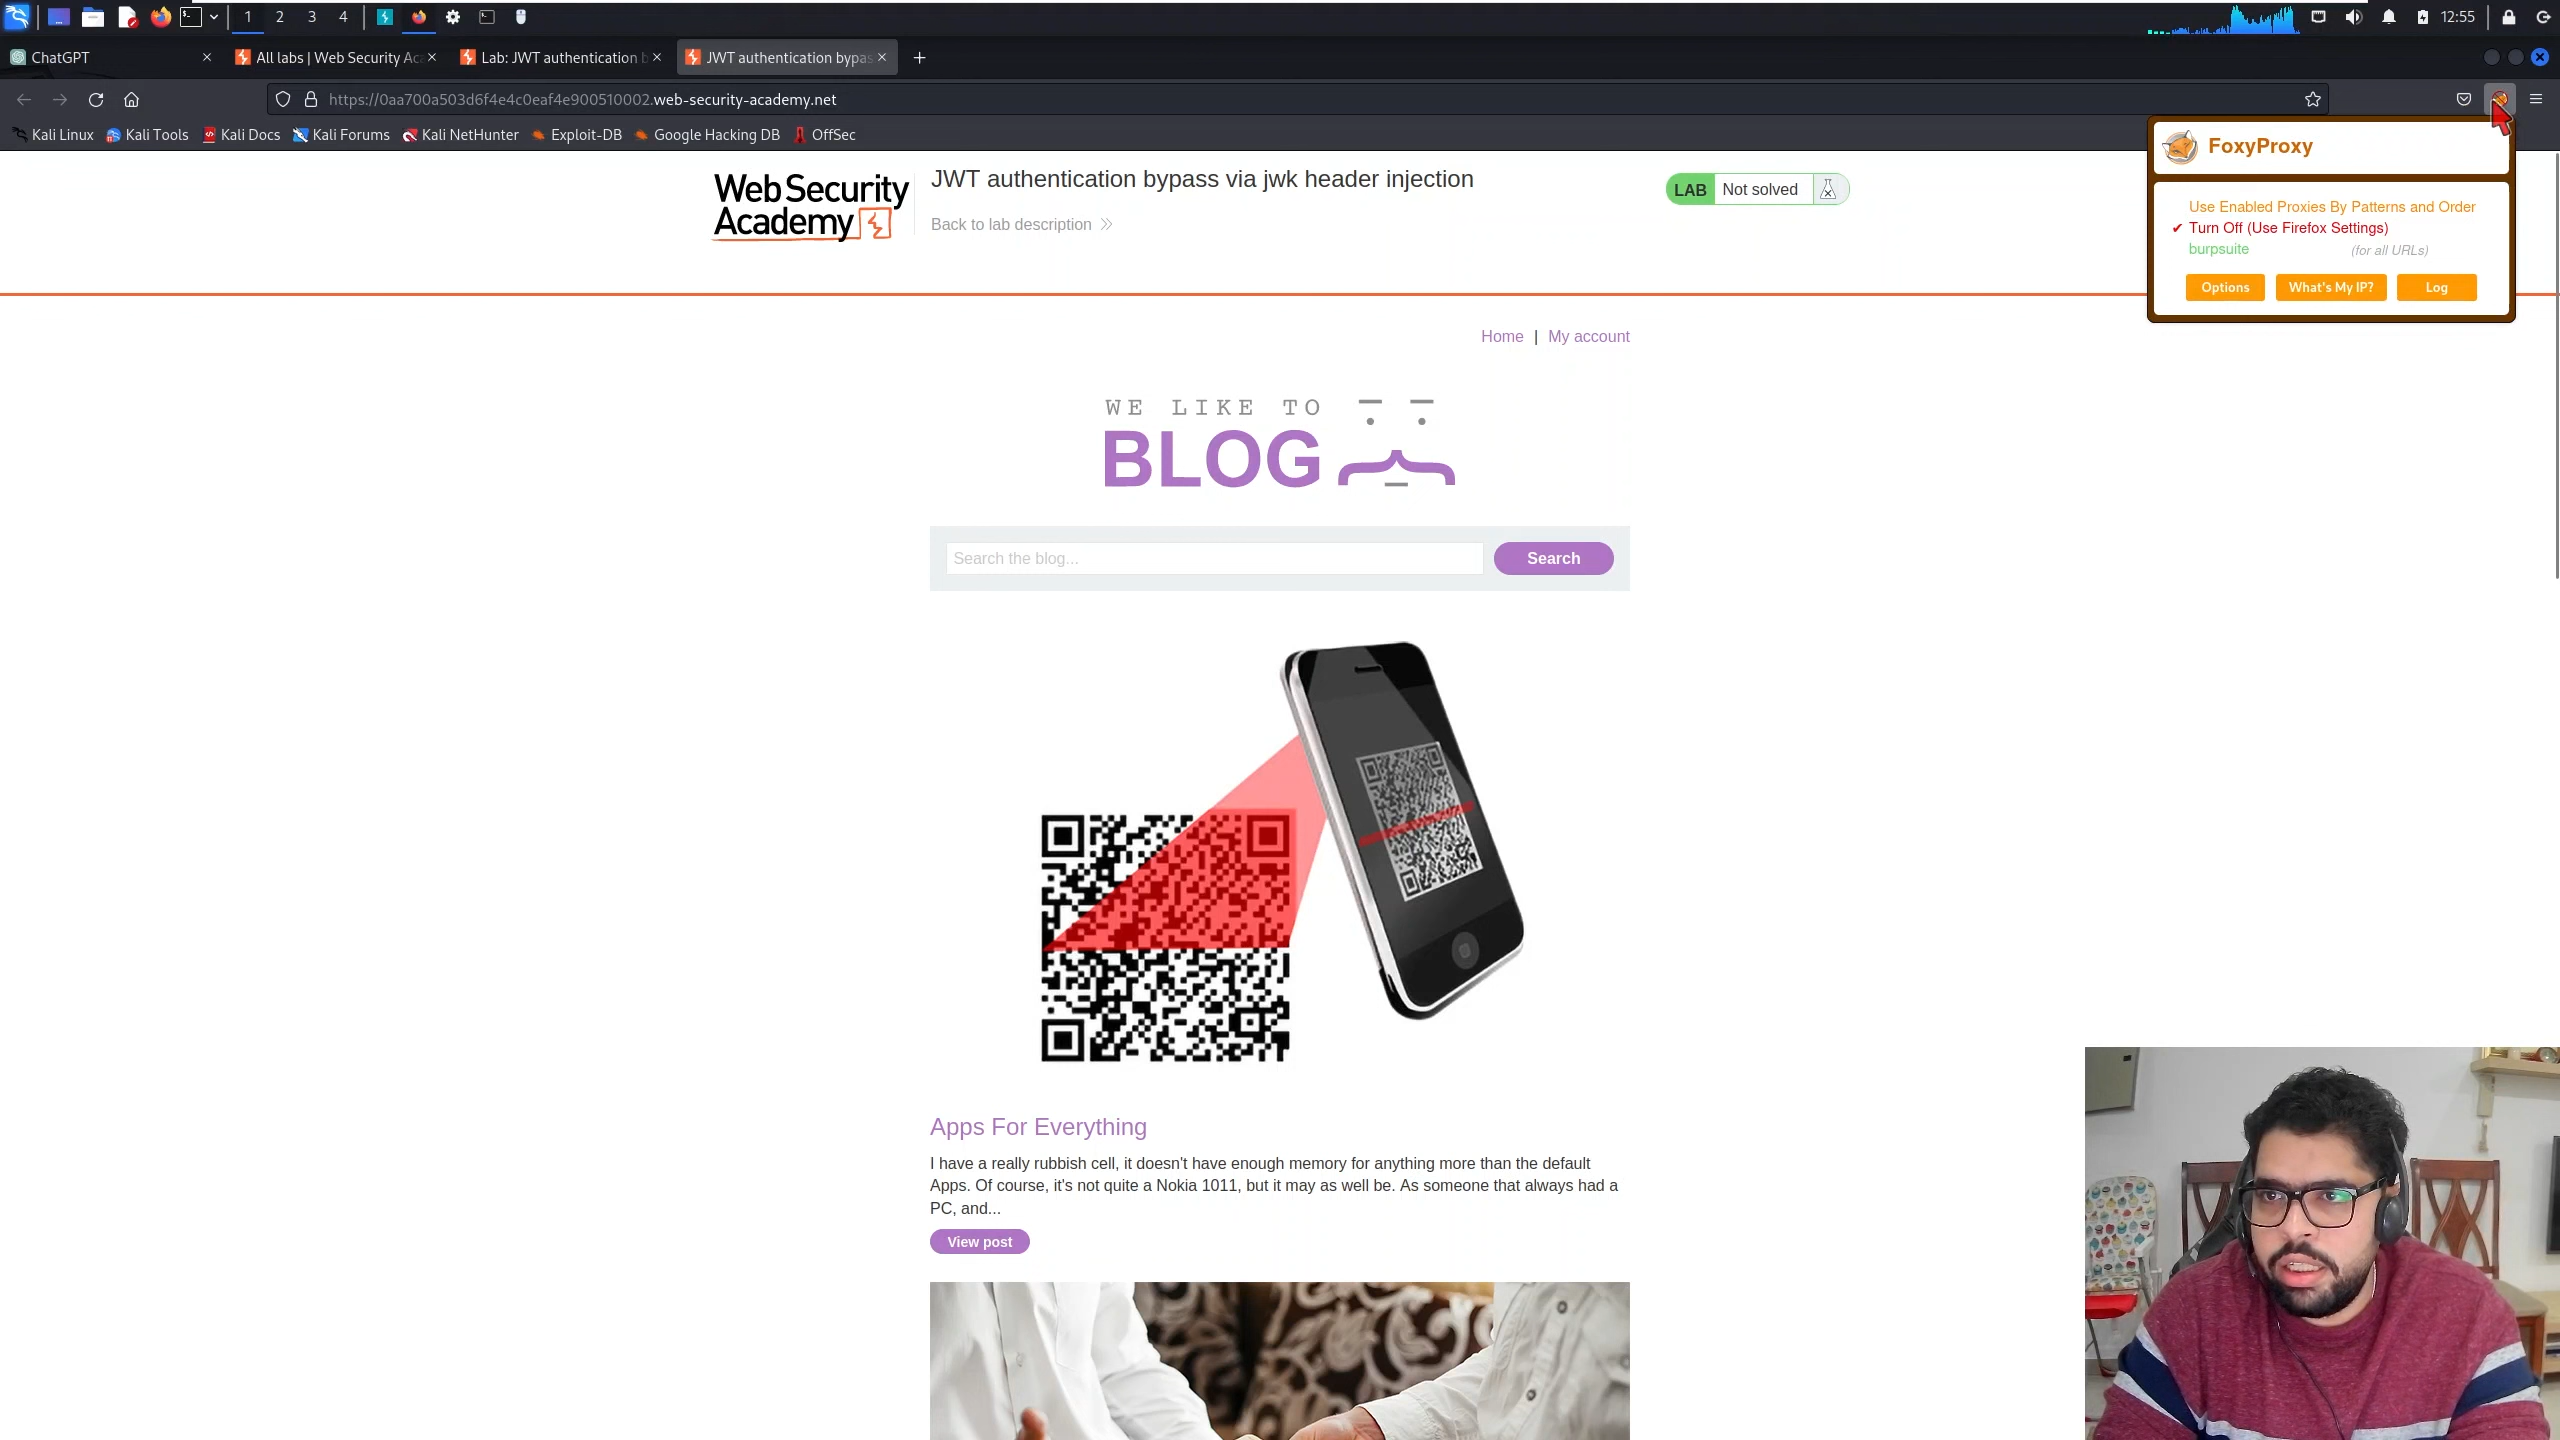 1 2 3 4
12:55
ChatGPT
All labs | Web Security Ac
Lab: JWT authentication b
JWT authentication bypas
https://0aa700a503d6f4e4c0eaf4e900510002.web-security-academy.net
Kali Linux
Kali Tools
Kali Docs
Kali Forums
Kali NetHunter
Exploit-DB
Google Hacking DB
OffSec
FoxyProxy
Use Enabled Proxies By Patterns and Order
✔ Turn Off (Use Firefox Settings)
burpsuite (for all URLs)
Options
What's My IP?
Log
Web Security
Academy
JWT authentication bypass via jwk header injection
Back to lab description
LAB Not solved
Home | My account
WE LIKE TO
BLOG
Search the blog...
Search
Apps For Everything
I have a really rubbish cell, it doesn't have enough memory for anything more than the default
Apps. Of course, it's not quite a Nokia 1011, but it may as well be. As someone that always had a
PC, and...
View post